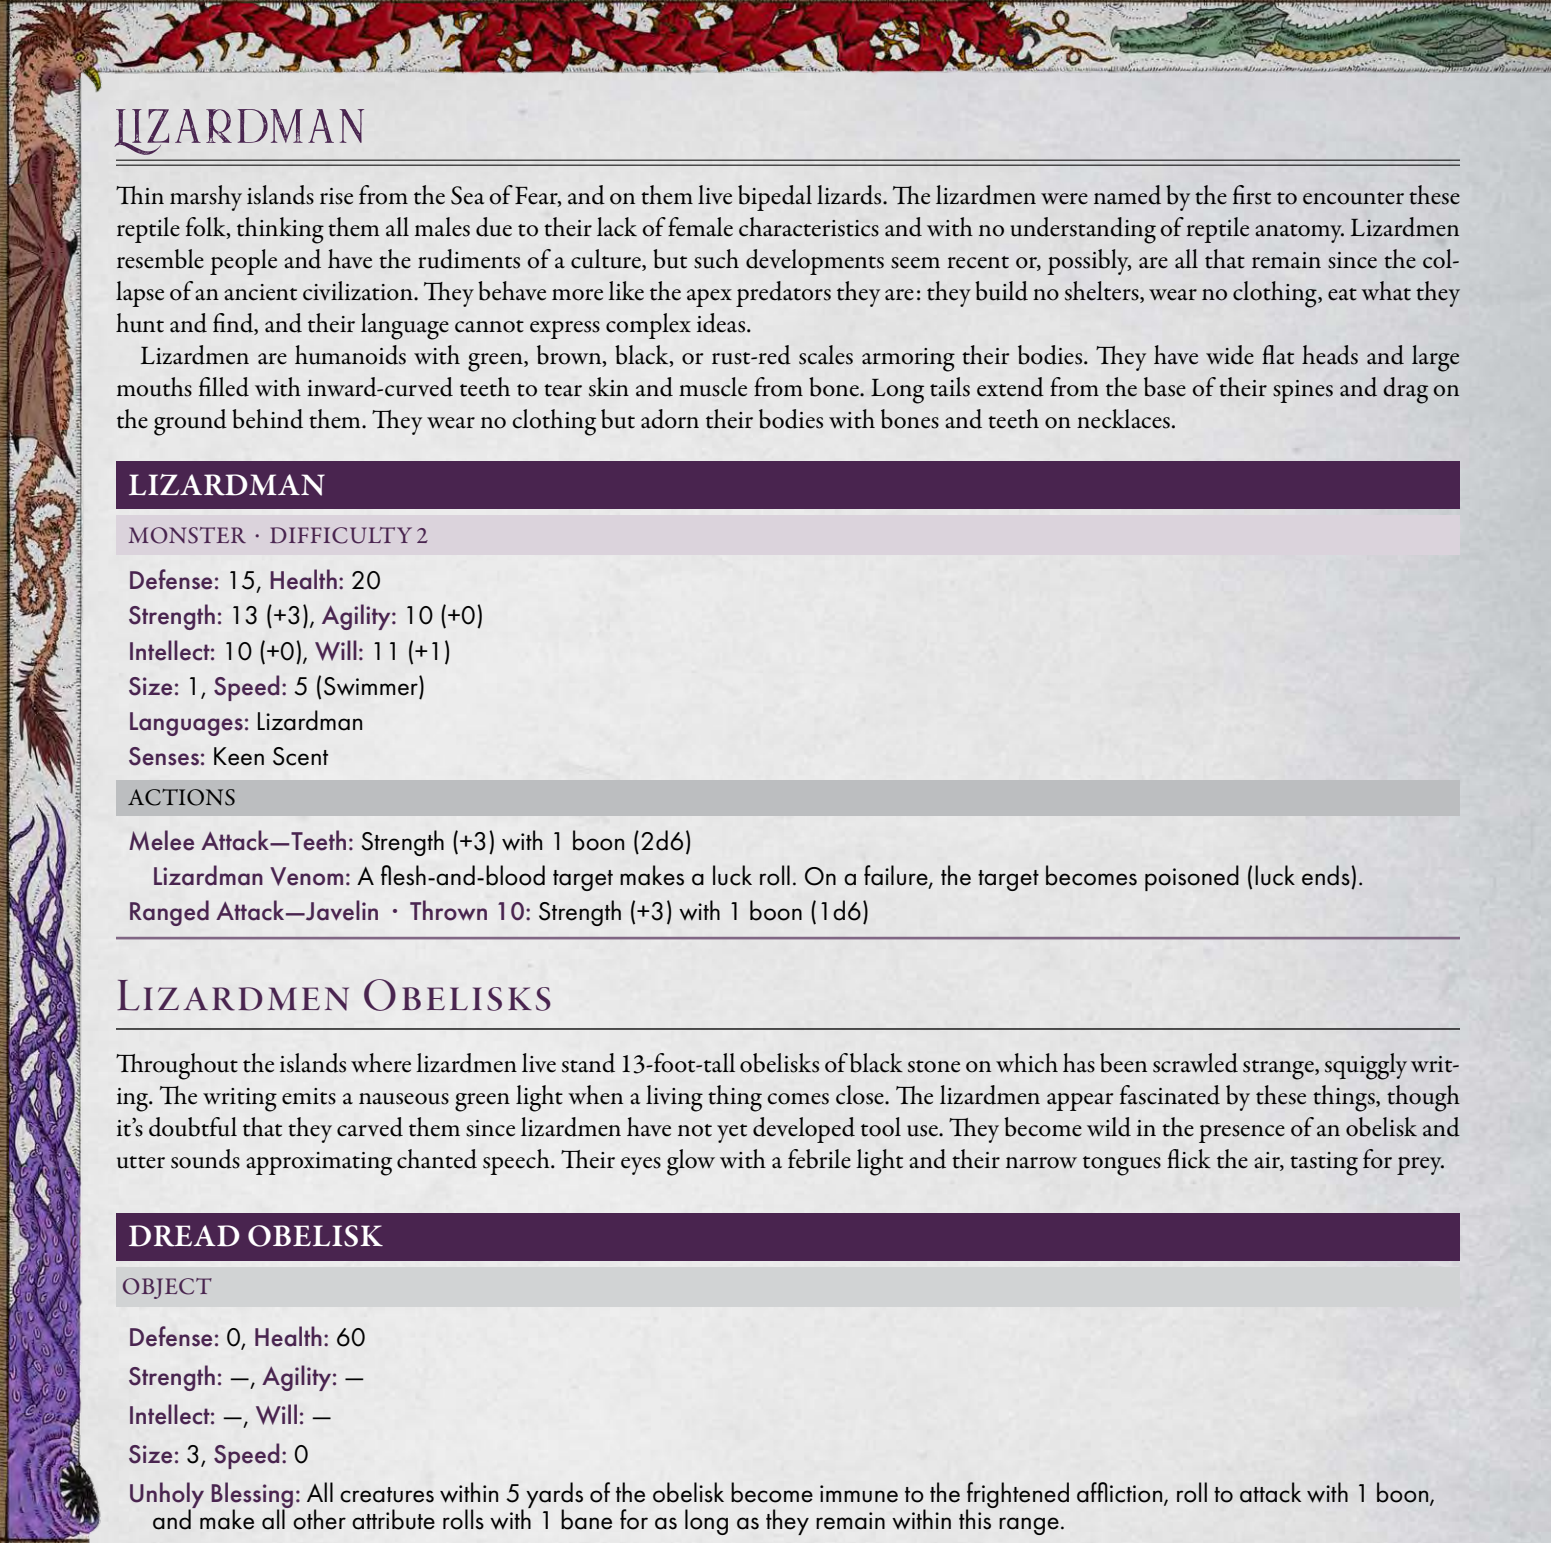 LIZARDMAN
Thin marshy islands rise from the Sea of Fear, and on them live bipedal lizards. The lizardmen were named by the first to encounter these
reptile folk, thinking them all males due to their lack of female characteristics and with no understanding of reptile anatomy. Lizardmen
resemble people and have the rudiments of a culture, but such developments seem recent or, possibly, are all that remain since the col-
lapse of an ancient civilization. They behave more like the apex predators they are: they build no shelters, wear no clothing, eat what they
hunt and find, and their language cannot express complex ideas.
Lizardmen are humanoids with green, brown, black, or rust-red scales armoring their bodies. They have wide flat heads and large
mouths filled with inward-curved teeth to tear skin and muscle from bone. Long tails extend from the base of their spines and drag on
the ground behind them. They wear no clothing but adorn their bodies with bones and teeth on necklaces.
LIZARDMAN
MONSTER · DIFFICULTY 2
Defense: 15, Health: 20
Strength: 13 (+3), Agility: 10 (+0)
Intellect: 10 (+0), Will: 11 (+1)
Size: 1, Speed: 5 (Swimmer)
Languages: Lizardman
Senses: Keen Scent
ACTIONS
Melee Attack—Teeth: Strength (+3) with 1 boon (2d6)
Lizardman Venom: A flesh-and-blood target makes a luck roll. On a failure, the target becomes poisoned (luck ends).
Ranged Attack—Javelin · Thrown 10: Strength (+3) with 1 boon (1d6)
LIZARDMEN OBELISKS
Throughout the islands where lizardmen live stand 13-foot-tall obelisks of black stone on which has been scrawled strange, squiggly writ-
ing. The writing emits a nauseous green light when a living thing comes close. The lizardmen appear fascinated by these things, though
it's doubtful that they carved them since lizardmen have not yet developed tool use. They become wild in the presence of an obelisk and
utter sounds approximating chanted speech. Their eyes glow with a febrile light and their narrow tongues flick the air, tasting for prey.
DREAD OBELISK
OBJECT
Defense: 0, Health: 60
Strength: —, Agility: —
Intellect: —, Will: —
Size: 3, Speed: 0
Unholy Blessing: All creatures within 5 yards of the obelisk become immune to the frightened affliction, roll to attack with 1 boon,
and make all other attribute rolls with 1 bane for as long as they remain within this range.